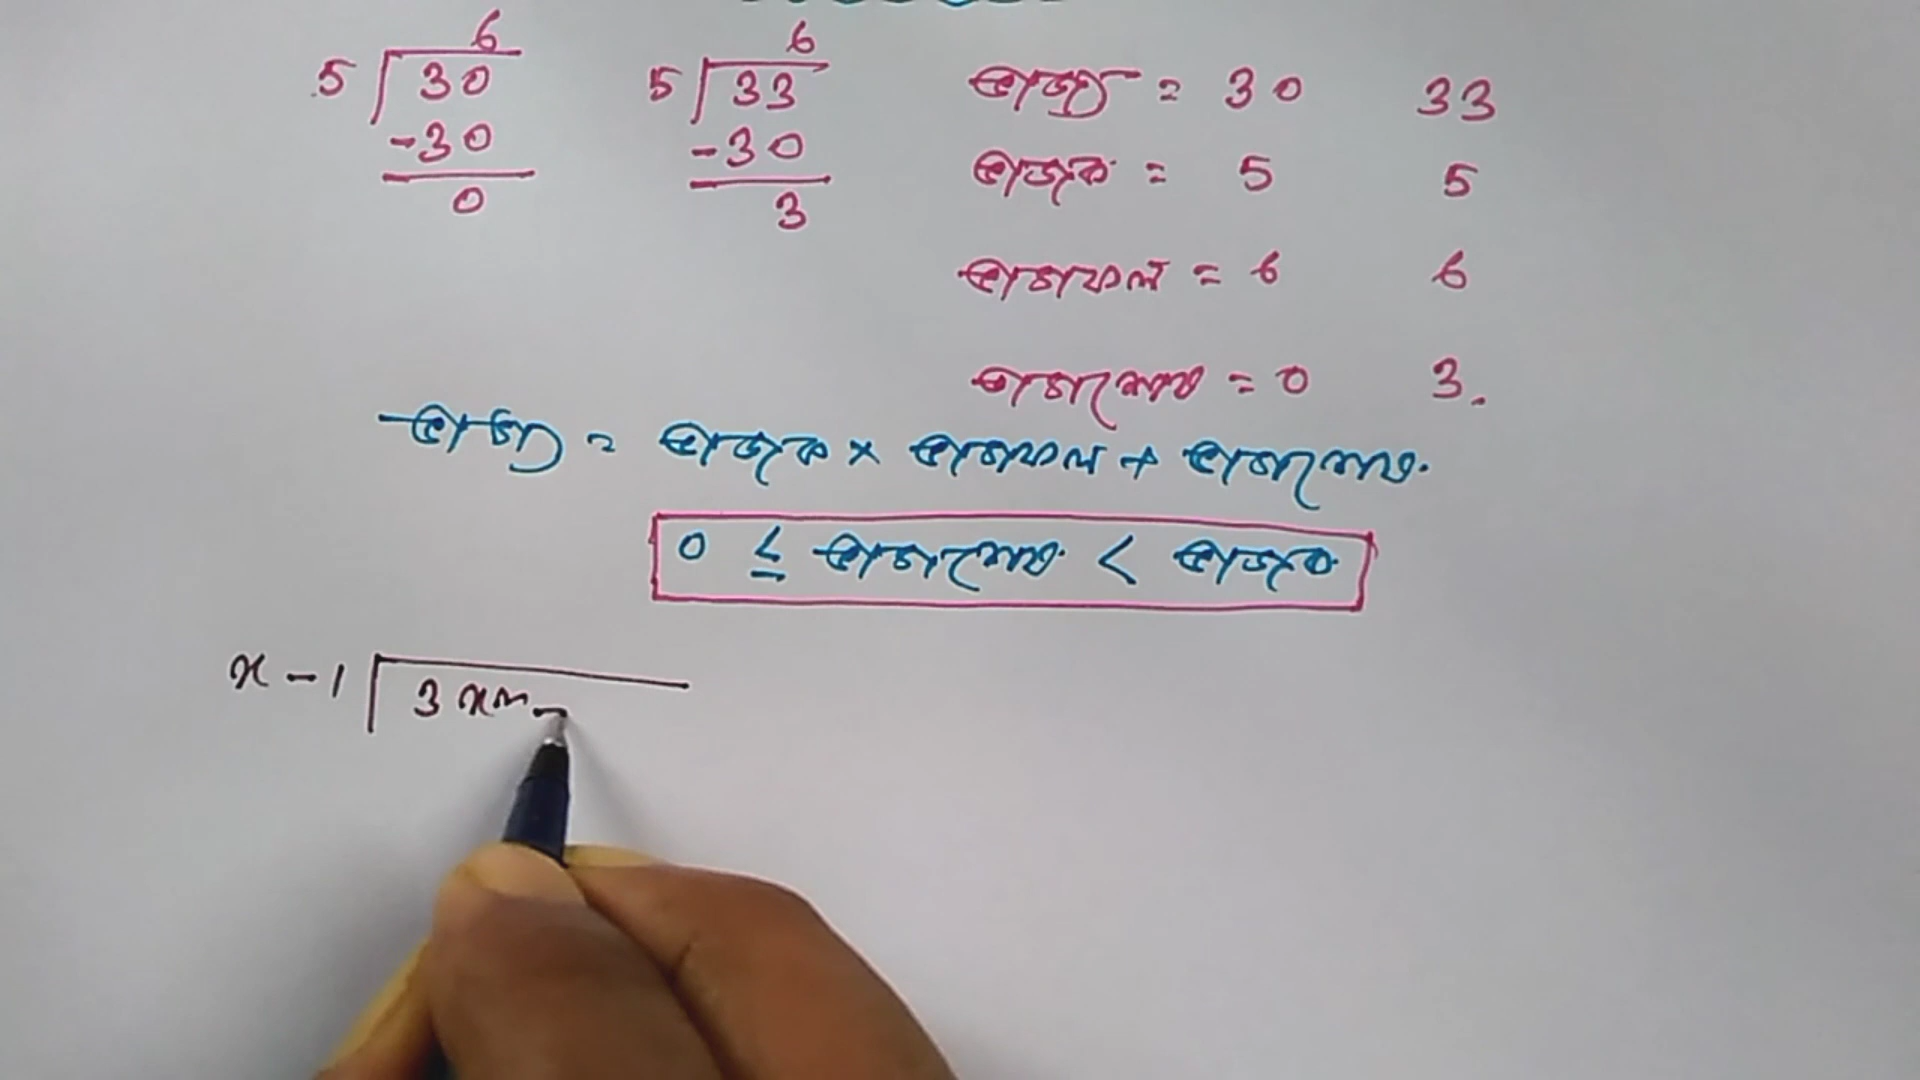 6
5 30
-30
0
6
5 33
-30
3
ভাজ্য = 30 33
ভাজক = 5 5
ভাগফল = 6 6
ভাগশেষ = 0 3.
ভাজ্য = ভাজক × ভাগফল + ভাগশেষ.
0 ≤ ভাগশেষ < ভাজক
x - 1 3x